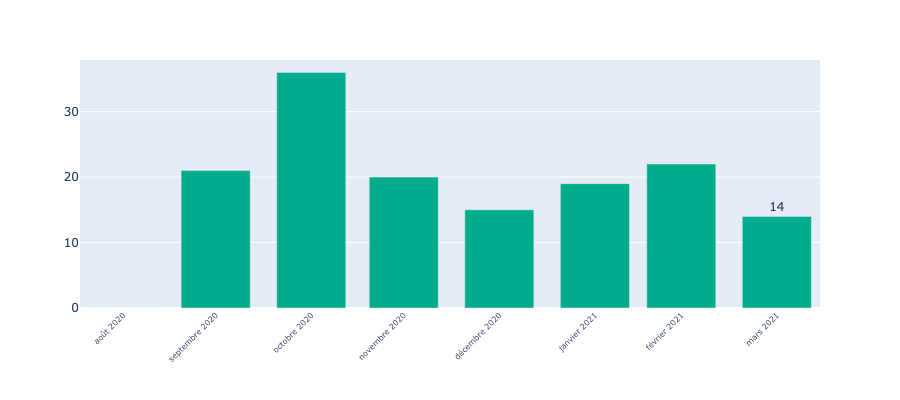 30
20
10
0
14
août 2020
septembre 2020
octobre 2020
novembre 2020
décembre 2020
janvier 2021
février 2021
mars 2021